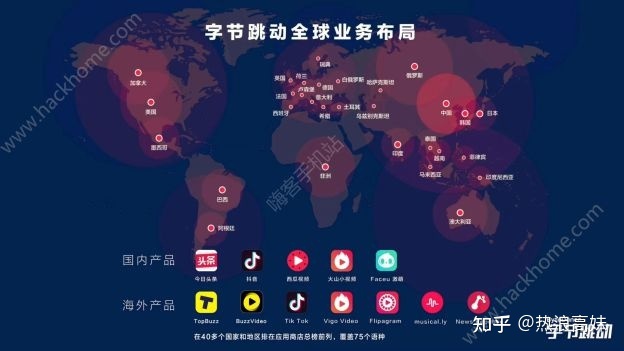 字节跳动全球业务布局
加拿大
美国
墨西哥
巴西
阿根廷
瑞典
英国
荷兰
白俄罗斯
俄罗斯
卢森堡
德国
哈萨克斯坦
法国
意大利
西班牙
希腊
土耳其
乌兹别克斯坦
中国
韩国
日本
印度
泰国
越南
菲律宾
马来西亚
印度尼西亚
非洲
澳大利亚
国内产品
头条
今日头条
抖音
西瓜视频
火山小视频
Faceu 激萌
海外产品
TopBuzz
BuzzVideo
Tik Tok
Vigo Video
Flipagram
musical.ly
在40多个国家和地区排在应用商店总榜前列，覆盖75个语种
字节跳动
知乎 @热浪高妹
www.hackhome.com
嗨客手机站
www.hackhome.com
www.hackhome.com